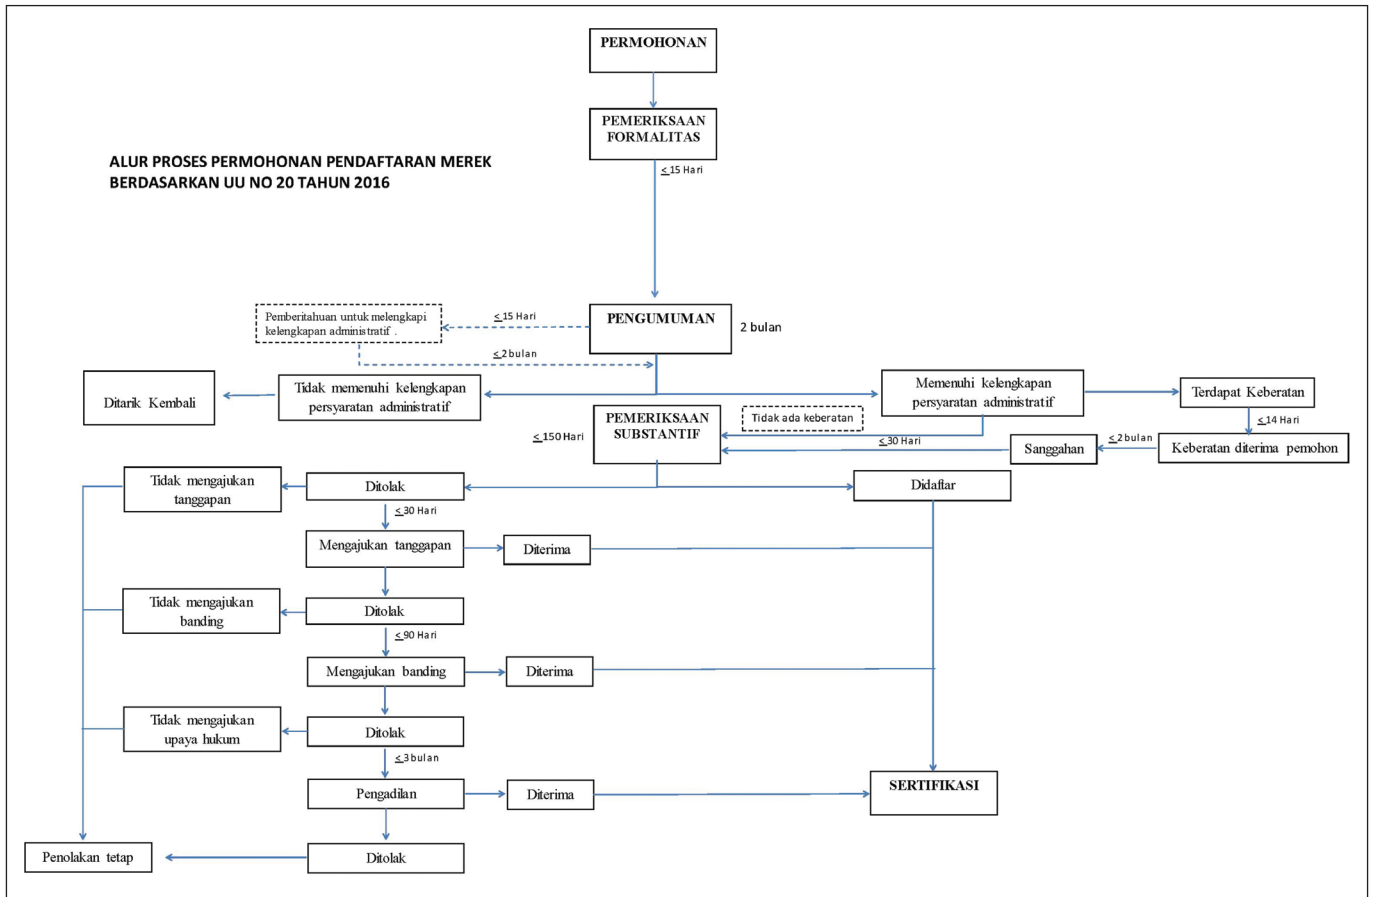 PERMOHONAN
PEMERIKSAAN
FORMALITAS
ALUR PROSES PERMOHONAN PENDAFTARAN MEREK
BERDASARKAN UU NO 20 TAHUN 2016
≤ 15 Hari
Pemberitahuan untuk melengkapi
kelengkapan administratif .
≤ 15 Hari
PENGUMUMAN
2 bulan
≤ 2 bulan
Ditarik Kembali
Tidak memenuhi kelengkapan
persyaratan administratif
Memenuhi kelengkapan
persyaratan administratif
Terdapat Keberatan
≤ 150 Hari
PEMERIKSAAN
SUBSTANTIF
Tidak ada keberatan
≤ 14 Hari
≤ 30 Hari
Sanggahan
≤ 2 bulan
Keberatan diterima pemohon
Tidak mengajukan
tanggapan
Ditolak
Didaftar
≤ 30 Hari
Mengajukan tanggapan
Diterima
Tidak mengajukan
banding
Ditolak
≤ 90 Hari
Mengajukan banding
Diterima
Tidak mengajukan
upaya hukum
Ditolak
≤ 3 bulan
Pengadilan
Diterima
SERTIFIKASI
Penolakan tetap
Ditolak